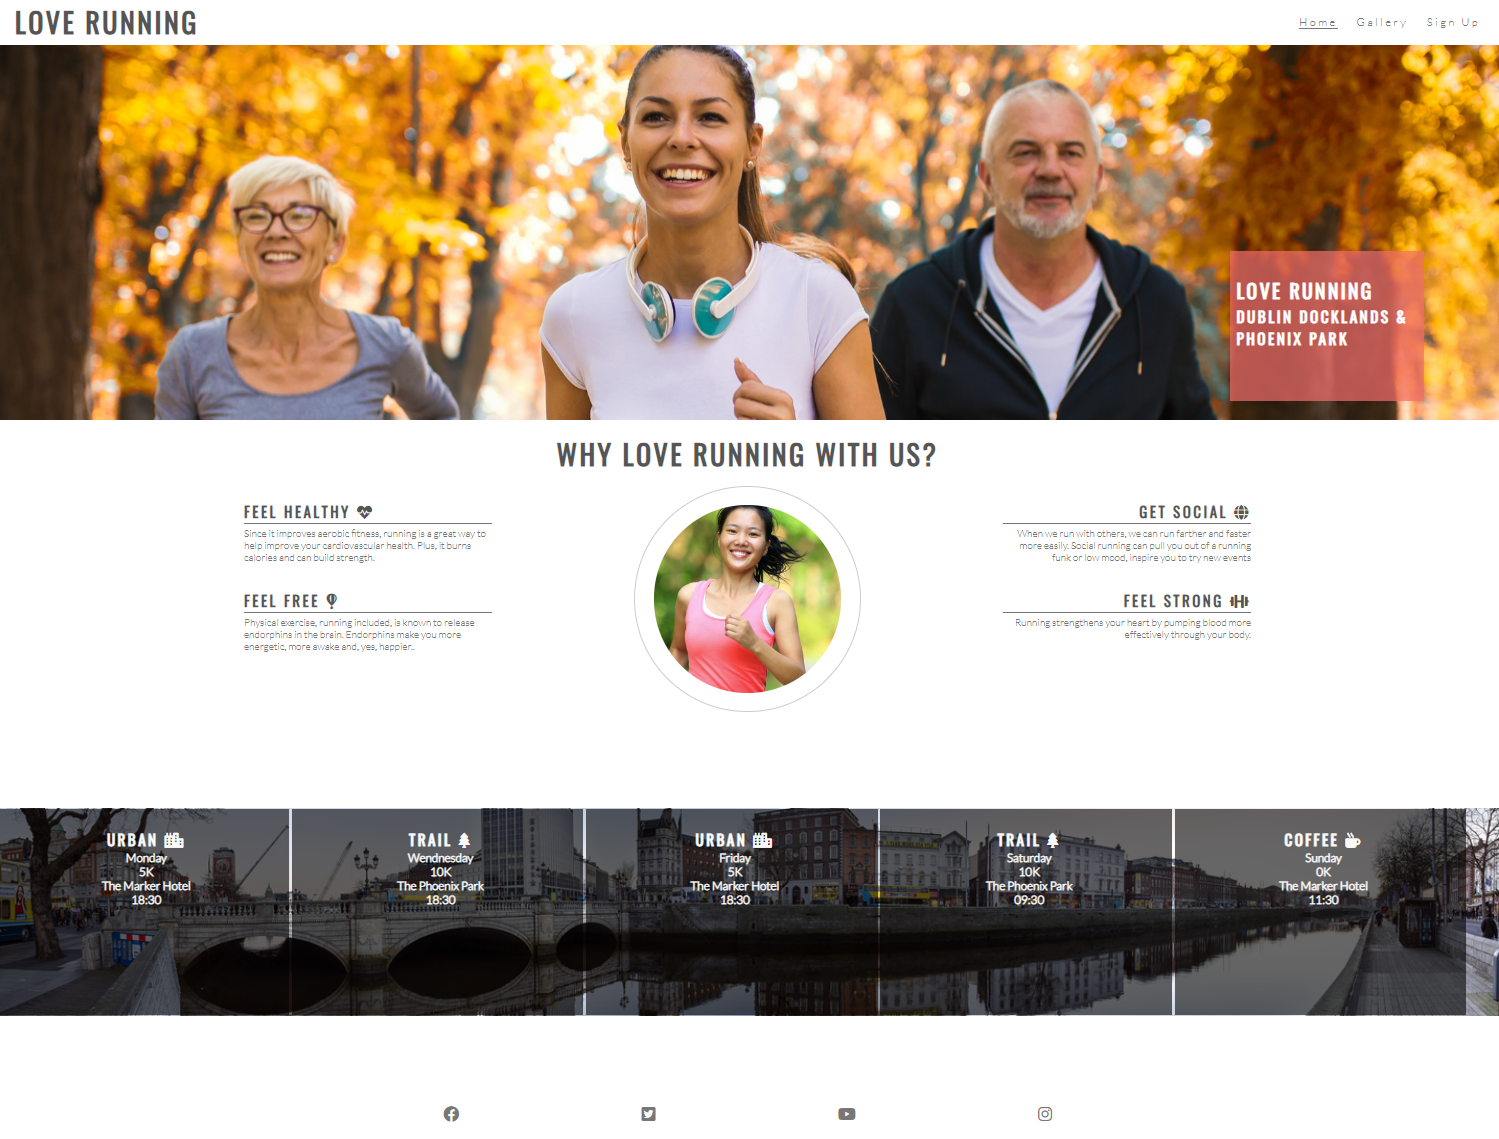 LOVE RUNNING
Home Gallery Sign Up
LOVE RUNNING
DUBLIN DOCKLANDS &
PHOENIX PARK
WHY LOVE RUNNING WITH US?
FEEL HEALTHY
Since it improves aerobic fitness, running is a great way to
help improve your cardiovascular health. Plus, it burns
calories and can build strength.
FEEL FREE
Physical exercise, running included, is known to release
endorphins in the brain. Endorphins make you more
energetic, more awake and, yes, happier..
GET SOCIAL
When we run with others, we can run farther and faster
more easily. Social running can pull you out of a running
funk or low mood, inspire you to try new events
FEEL STRONG
Running strengthens your heart by pumping blood more
effectively through your body.
URBAN
Monday
5K
The Marker Hotel
18:30
TRAIL
Wendnesday
10K
The Phoenix Park
18:30
URBAN
Friday
5K
The Marker Hotel
18:30
TRAIL
Saturday
10K
The Phoenix Park
09:30
COFFEE
Sunday
0K
The Marker Hotel
11:30